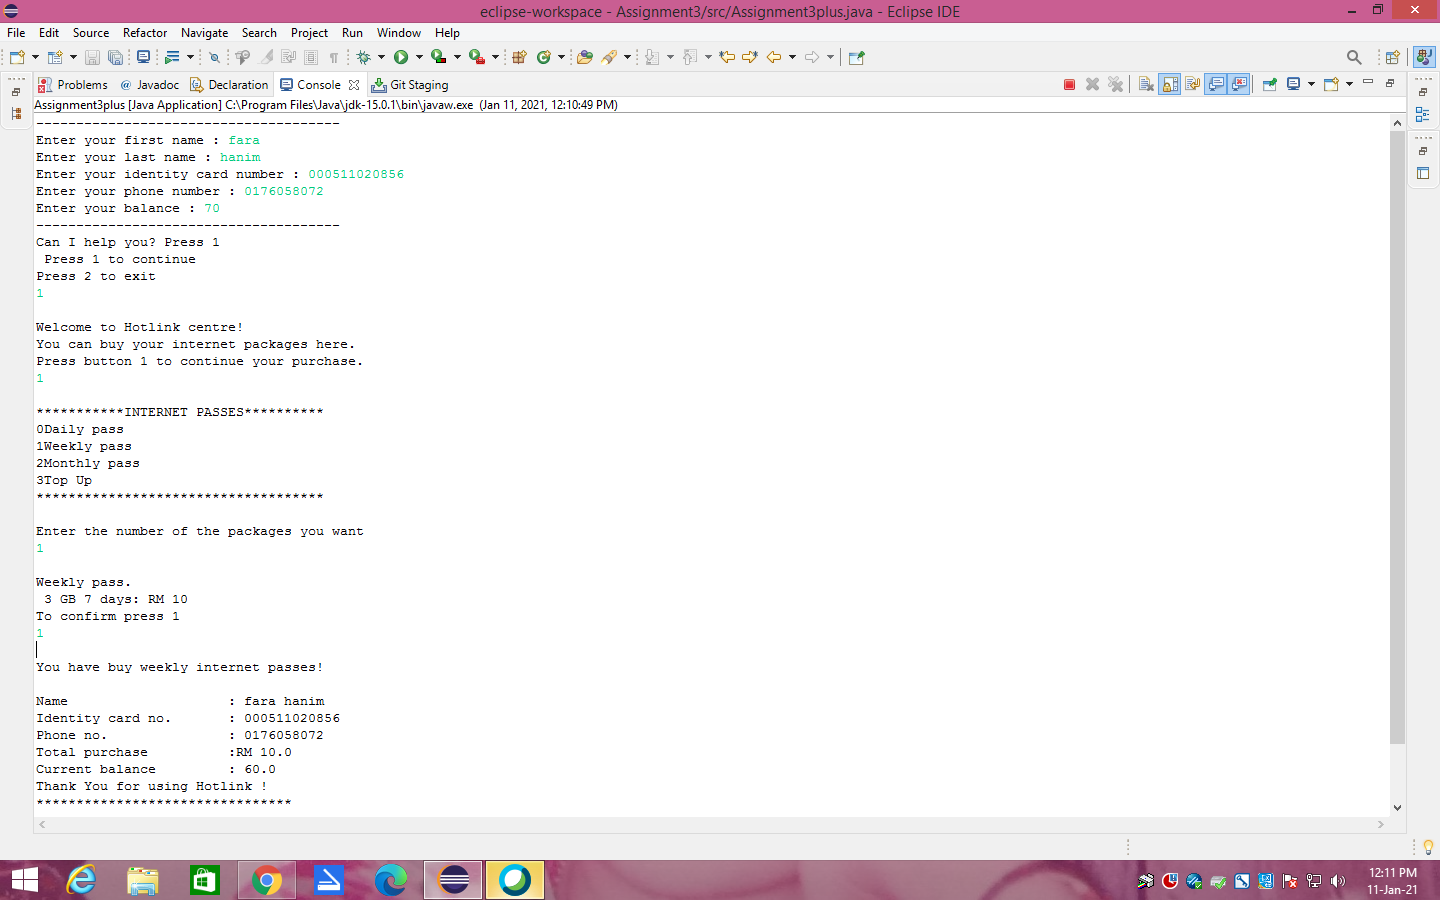 eclipse-workspace - Assignment3/src/Assignment3plus.java - Eclipse IDE
File Edit Source Refactor Navigate Search Project Run Window Help
Problems @ Javadoc Declaration Console Git Staging
Assignment3plus [Java Application] C:\Program Files\Java\jdk-15.0.1\bin\javaw.exe (Jan 11, 2021, 12:10:49 PM)
--------------------------------------
Enter your first name : fara
Enter your last name : hanim
Enter your identity card number : 000511020856
Enter your phone number : 0176058072
Enter your balance : 70
--------------------------------------
Can I help you? Press 1
Press 1 to continue
Press 2 to exit
1
Welcome to Hotlink centre!
You can buy your internet packages here.
Press button 1 to continue your purchase.
1
***********INTERNET PASSES**********
0Daily pass
1Weekly pass
2Monthly pass
3Top Up
************************************
Enter the number of the packages you want
1
Weekly pass.
3 GB 7 days: RM 10
To confirm press 1
1
You have buy weekly internet passes!
Name : fara hanim
Identity card no. : 000511020856
Phone no. : 0176058072
Total purchase :RM 10.0
Current balance : 60.0
Thank You for using Hotlink !
********************************
12:11 PM
11-Jan-21